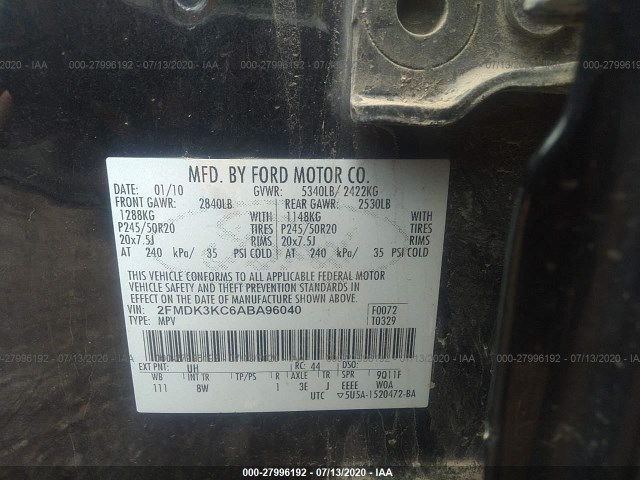 000-27996192 - 07/13/2020 - IAA
000-27996192 - 07/13/2020 - IAA
000-27996192 - 07/13/2020 - IAA
MFD. BY FORD MOTOR CO.
DATE: 01/10 GVWR: 5340LB/ 2422KG
FRONT GAWR: 2840LB REAR GAWR: 2530LB
1288KG WITH 1148KG WITH
P245/50R20 TIRES P245/50R20 TIRES
20x7.5J RIMS 20x7.5J RIMS
AT 240 kPa/ 35 PSI COLD AT 240 kPa/ 35 PSI COLD
THIS VEHICLE CONFORMS TO ALL APPLICABLE FEDERAL MOTOR
VEHICLE SAFETY AND THEFT PREVENTION STANDARDS IN
EFFECT ON THE DATE OF MANUFACTURE SHOWN ABOVE.
VIN: 2FMDK3KC6ABA96040 F0072
TYPE: MPV T0329
EXT PNT: UH RC: 44 DSO:
WB INT TR TP/PS R AXLE TR SPR 9Q11F
111 8W 1 3E J EEEE W0A
UTC ▽5U5A-1520472-BA
000-27996192 - 07/13/2020 - IAA